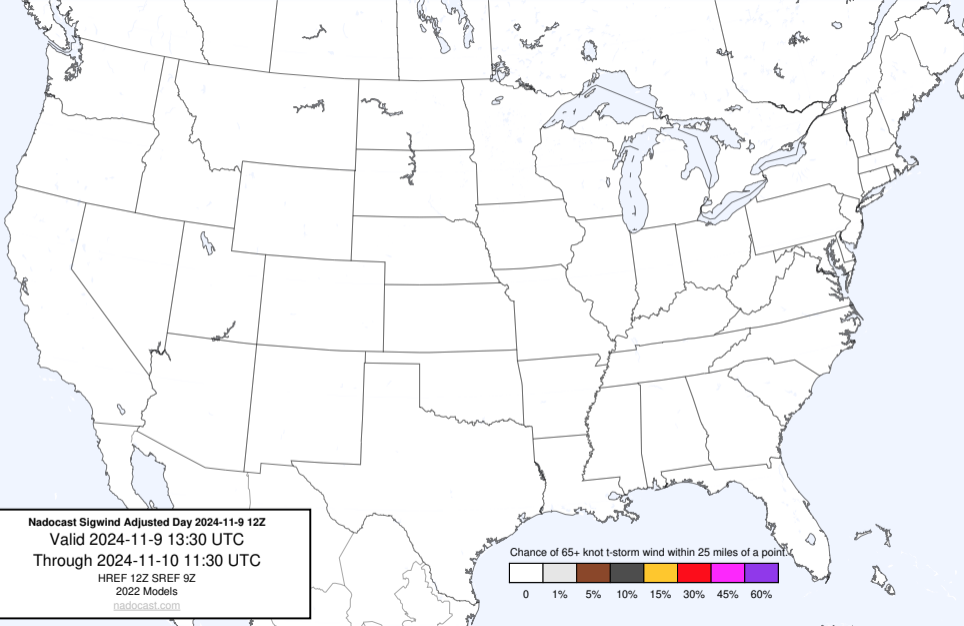 Nadocast Sigwind Adjusted Day 2024-11-9 12Z
Valid 2024-11-9 13:30 UTC
Through 2024-11-10 11:30 UTC
HREF 12Z SREF 9Z
2022 Models
nadocast.com
Chance of 65+ knot t-storm wind within 25 miles of a point.
0 1% 5% 10% 15% 30% 45% 60%